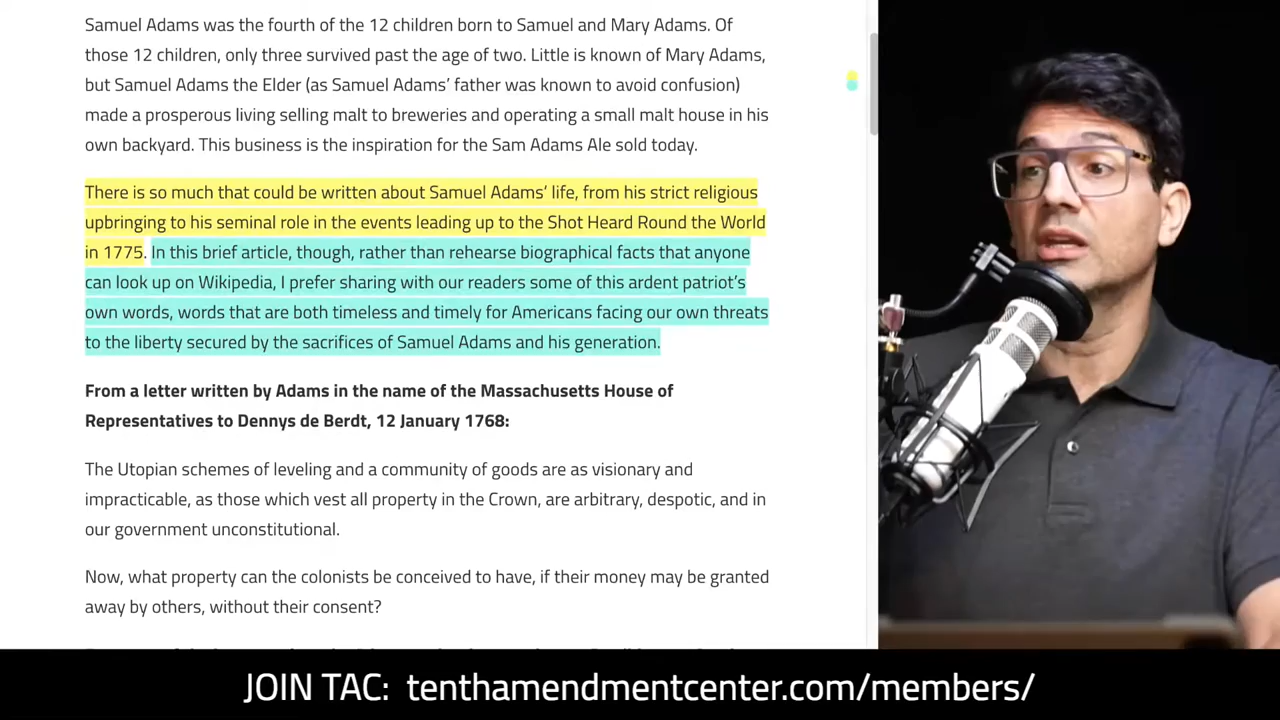 Samuel Adams was the fourth of the 12 children born to Samuel and Mary Adams. Of
those 12 children, only three survived past the age of two. Little is known of Mary Adams,
but Samuel Adams the Elder (as Samuel Adams’ father was known to avoid confusion)
made a prosperous living selling malt to breweries and operating a small malt house in his
own backyard. This business is the inspiration for the Sam Adams Ale sold today.
There is so much that could be written about Samuel Adams’ life, from his strict religious
upbringing to his seminal role in the events leading up to the Shot Heard Round the World
in 1775. In this brief article, though, rather than rehearse biographical facts that anyone
can look up on Wikipedia, I prefer sharing with our readers some of this ardent patriot’s
own words, words that are both timeless and timely for Americans facing our own threats
to the liberty secured by the sacrifices of Samuel Adams and his generation.
From a letter written by Adams in the name of the Massachusetts House of
Representatives to Dennys de Berdt, 12 January 1768:
The Utopian schemes of leveling and a community of goods are as visionary and
impracticable, as those which vest all property in the Crown, are arbitrary, despotic, and in
our government unconstitutional.
Now, what property can the colonists be conceived to have, if their money may be granted
away by others, without their consent?
JOIN TAC: tenthamendmentcenter.com/members/